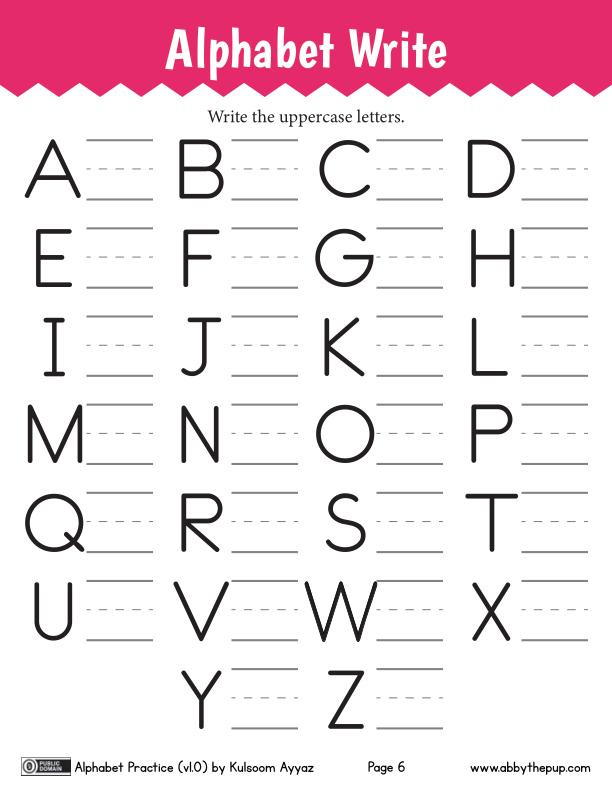 Alphabet Write
Write the uppercase letters.
A B C D
E F G H
I J K L
M N O P
Q R S T
U V W X
Y Z
PUBLIC DOMAIN Alphabet Practice (v1.0) by Kulsoom Ayyaz Page 6 www.abbythepup.com